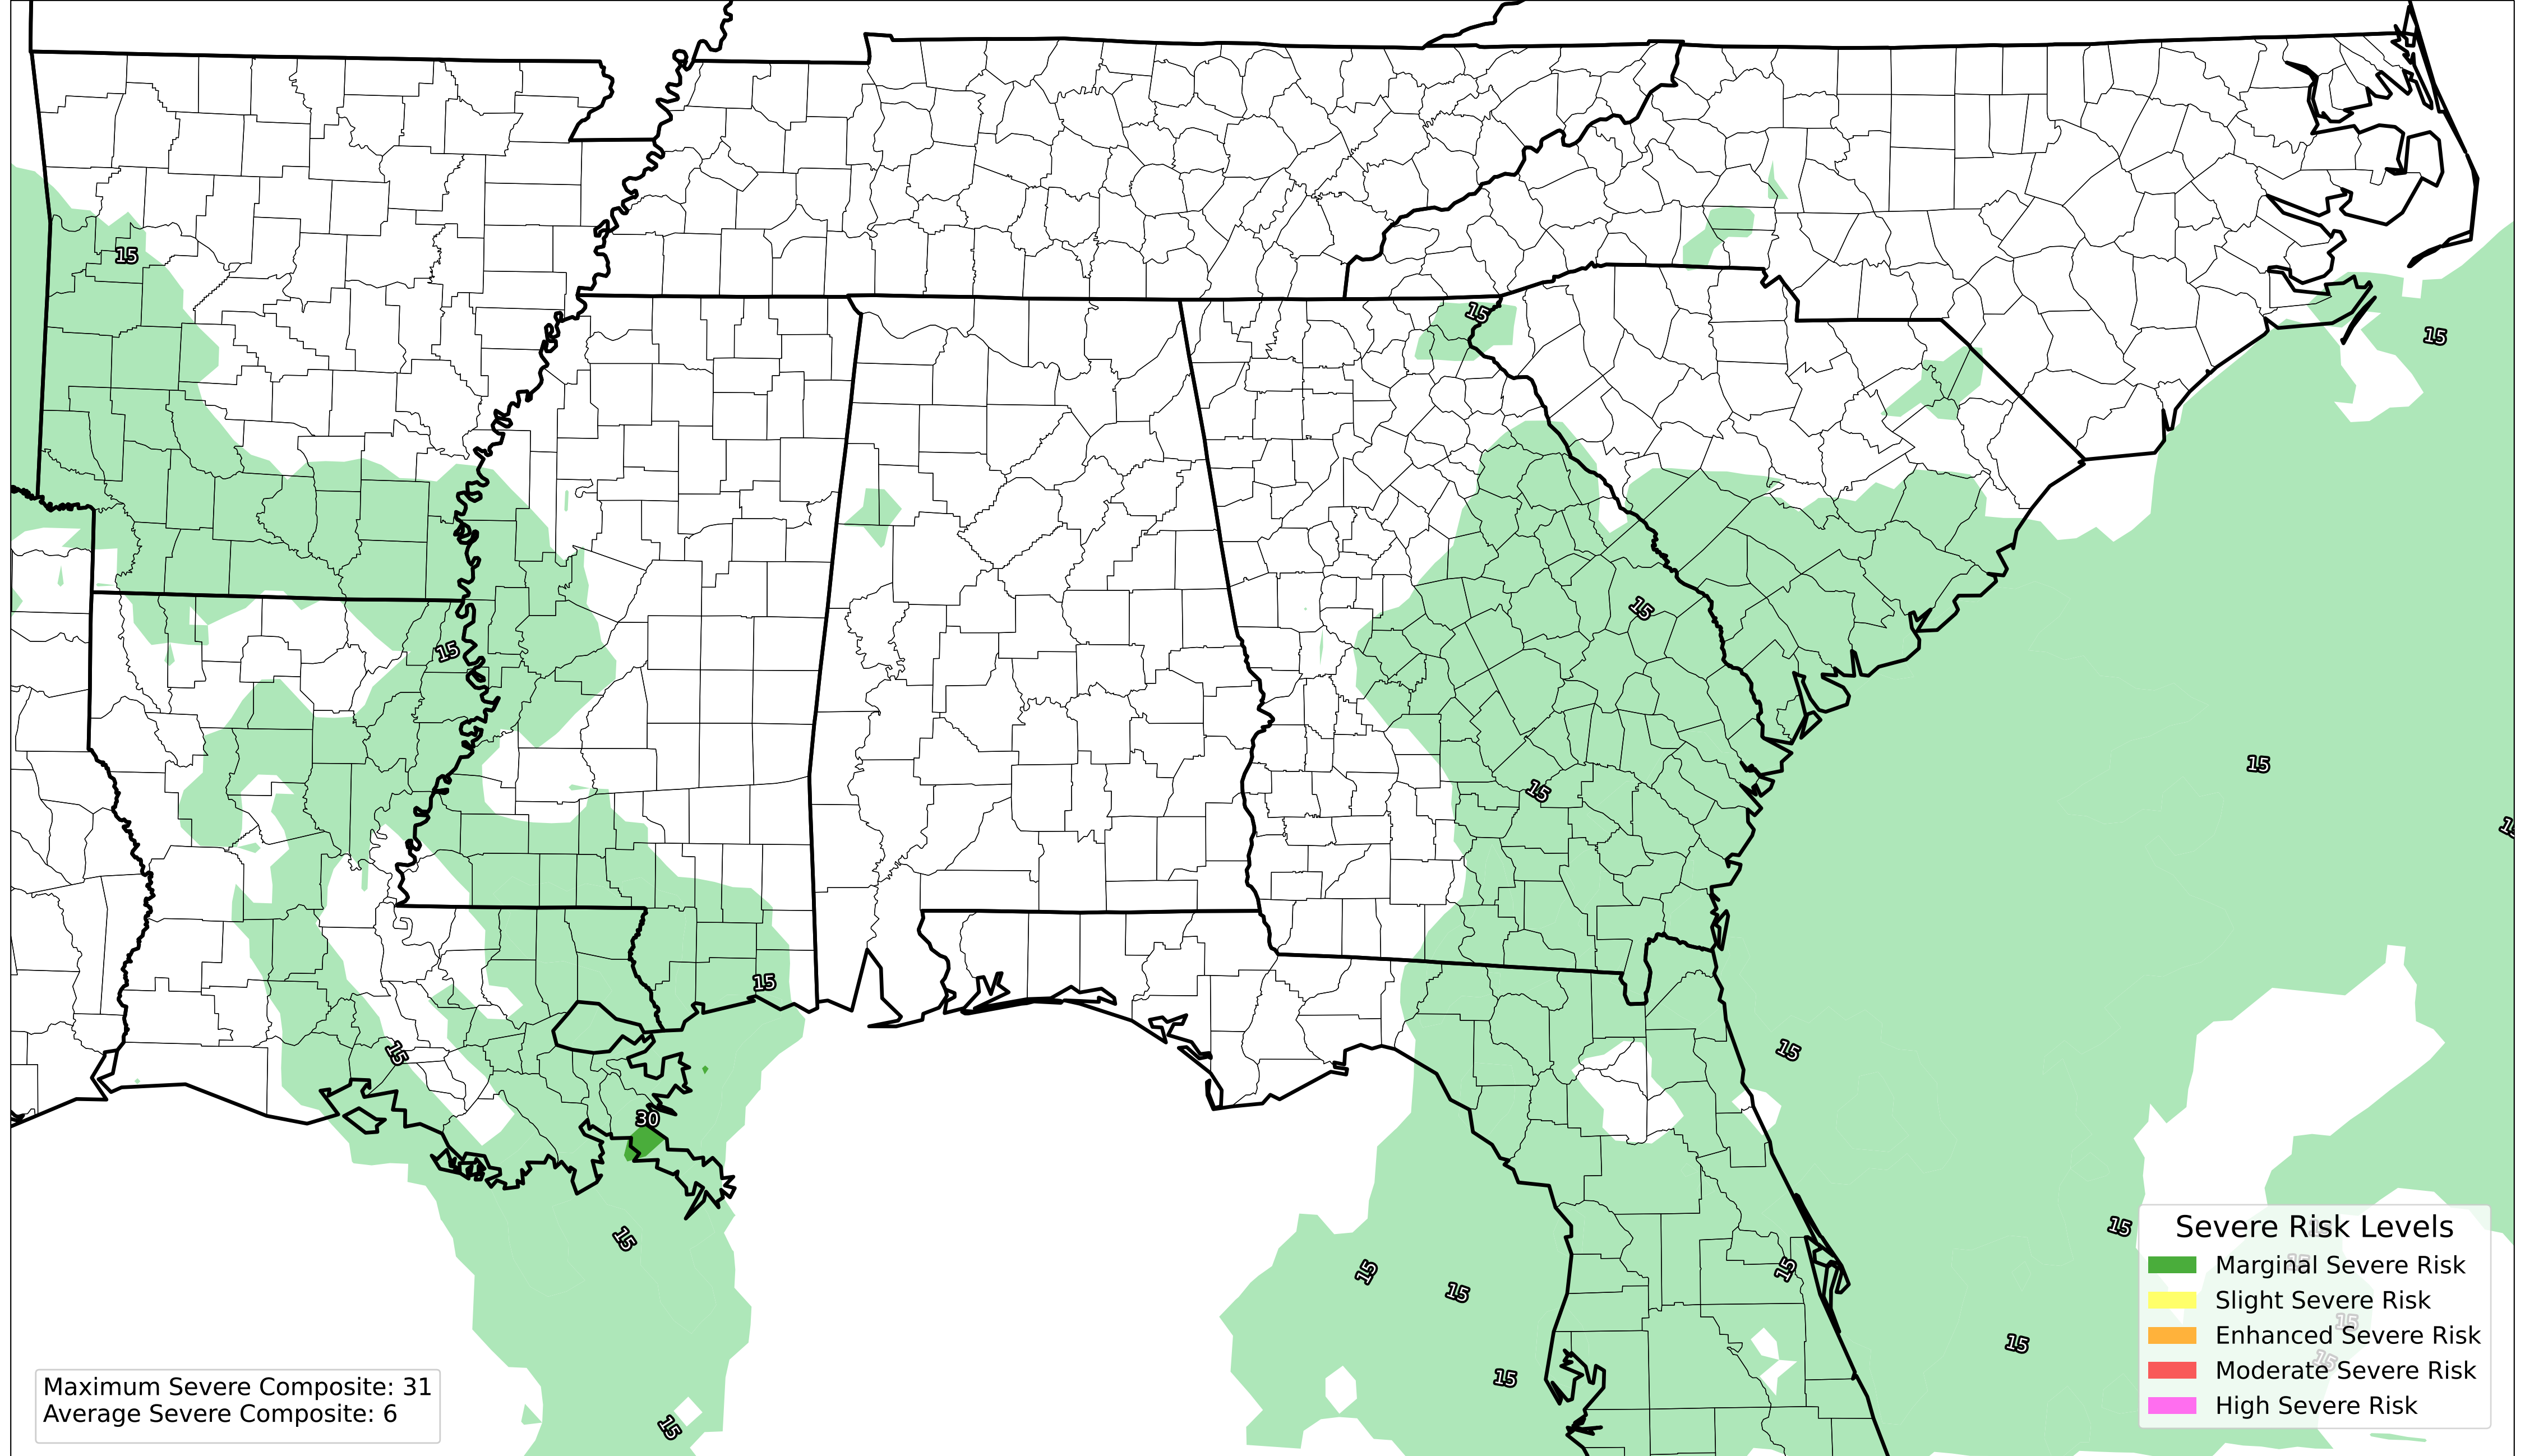 15
15
15
15
15
15
15
15
15
15
15
30
15
15
15
15
15
15
15
15
15
15
Severe Risk Levels
Marginal Severe Risk
Slight Severe Risk
Enhanced Severe Risk
Moderate Severe Risk
High Severe Risk
Maximum Severe Composite: 31
Average Severe Composite: 6